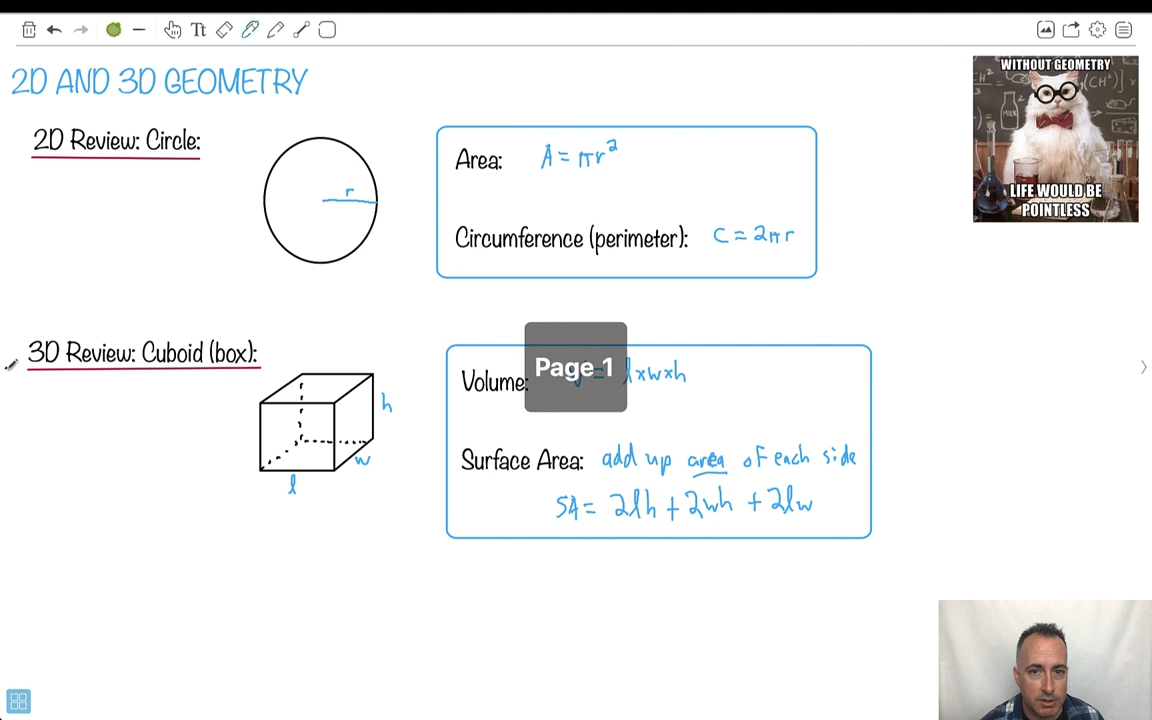 Tt
2D AND 3D GEOMETRY
WITHOUT GEOMETRY
LIFE WOULD BE
POINTLESS
2D Review: Circle:
r
Area: A = πr²
Circumference (perimeter): C = 2πr
3D Review: Cuboid (box):
h
w
l
Page 1
Volume: = l×w×h
Surface Area: add up area of each side
SA = 2lh + 2wh + 2lw